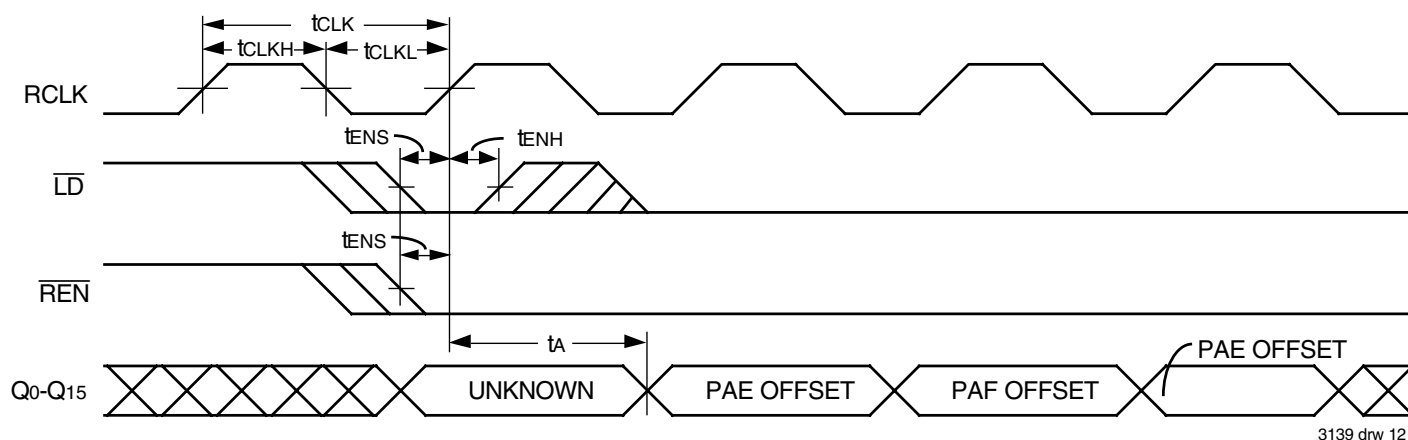 tCLK
tCLKH tCLKL
RCLK
tENS tENH
LD
tENS
REN
tA
PAE OFFSET
Q0-Q15 UNKNOWN PAE OFFSET PAF OFFSET
3139 drw 12